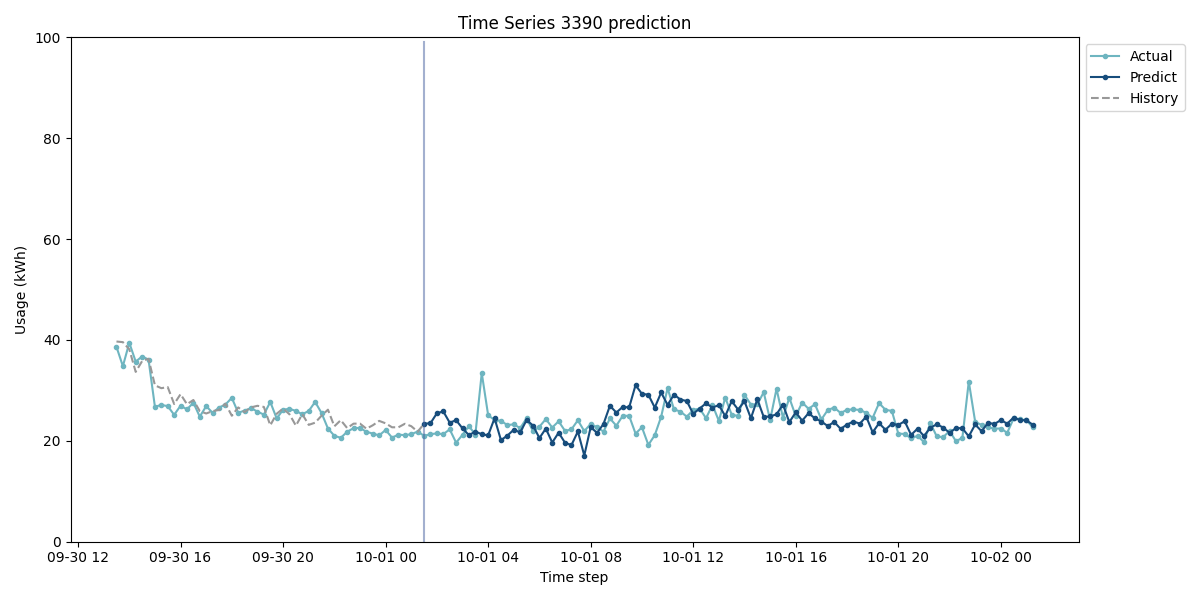 Time Series 3390 prediction
100
80
60
40
20
0
Usage (kWh)
09-30 12
09-30 16
09-30 20
10-01 00
10-01 04
10-01 08
10-01 12
10-01 16
10-01 20
10-02 00
Time step
Actual
Predict
History